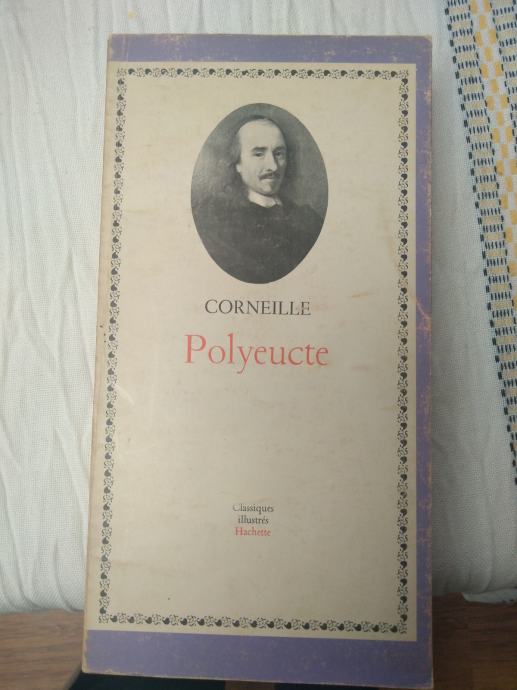 CORNEILLE
Polyeucte
Classiques
illustrés
Hachette